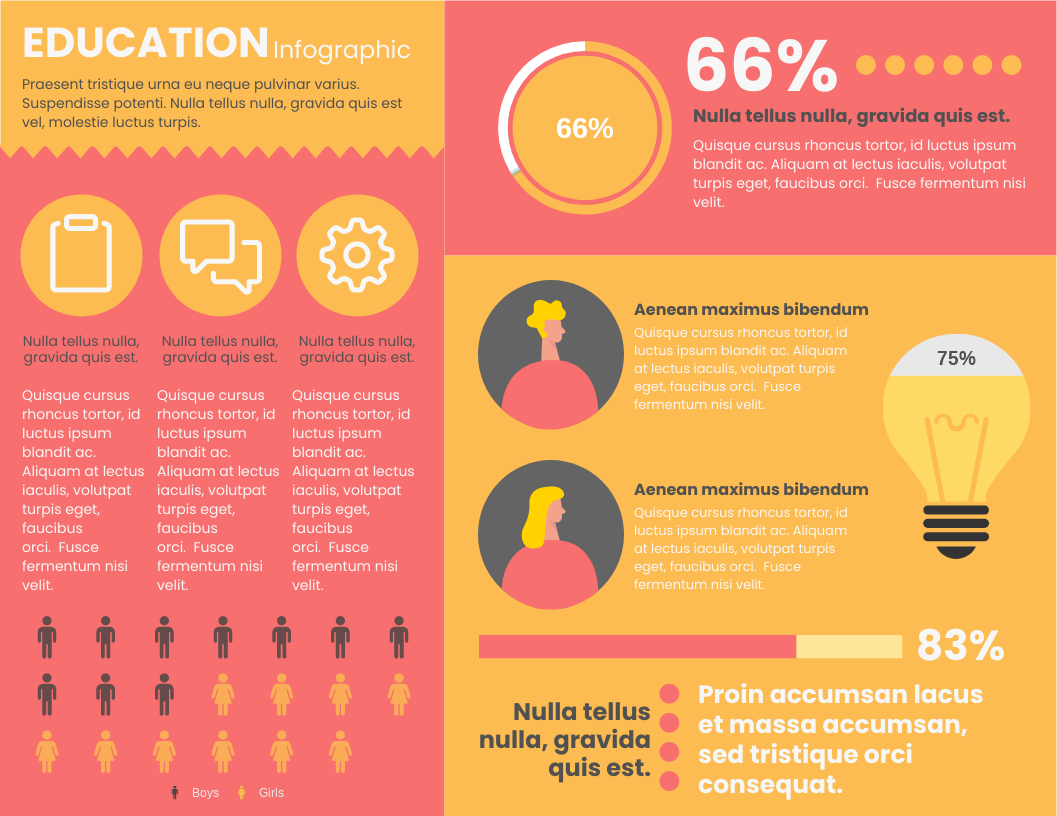 EDUCATION Infographic
Praesent tristique urna eu neque pulvinar varius.
Suspendisse potenti. Nulla tellus nulla, gravida quis est
vel, molestie luctus turpis.
Nulla tellus nulla,
gravida quis est.
Quisque cursus
rhoncus tortor, id
luctus ipsum
blandit ac.
Aliquam at lectus
iaculis, volutpat
turpis eget,
faucibus
orci.  Fusce
fermentum nisi
velit.
Nulla tellus nulla,
gravida quis est.
Quisque cursus
rhoncus tortor, id
luctus ipsum
blandit ac.
Aliquam at lectus
iaculis, volutpat
turpis eget,
faucibus
orci.  Fusce
fermentum nisi
velit.
Nulla tellus nulla,
gravida quis est.
Quisque cursus
rhoncus tortor, id
luctus ipsum
blandit ac.
Aliquam at lectus
iaculis, volutpat
turpis eget,
faucibus
orci.  Fusce
fermentum nisi
velit.
Boys
Girls
66%
66%
Nulla tellus nulla, gravida quis est.
Quisque cursus rhoncus tortor, id luctus ipsum
blandit ac. Aliquam at lectus iaculis, volutpat
turpis eget, faucibus orci.  Fusce fermentum nisi
velit.
Aenean maximus bibendum
Quisque cursus rhoncus tortor, id
luctus ipsum blandit ac. Aliquam
at lectus iaculis, volutpat turpis
eget, faucibus orci.  Fusce
fermentum nisi velit.
75%
Aenean maximus bibendum
Quisque cursus rhoncus tortor, id
luctus ipsum blandit ac. Aliquam
at lectus iaculis, volutpat turpis
eget, faucibus orci.  Fusce
fermentum nisi velit.
83%
Nulla tellus
nulla, gravida
quis est.
Proin accumsan lacus
et massa accumsan,
sed tristique orci
consequat.